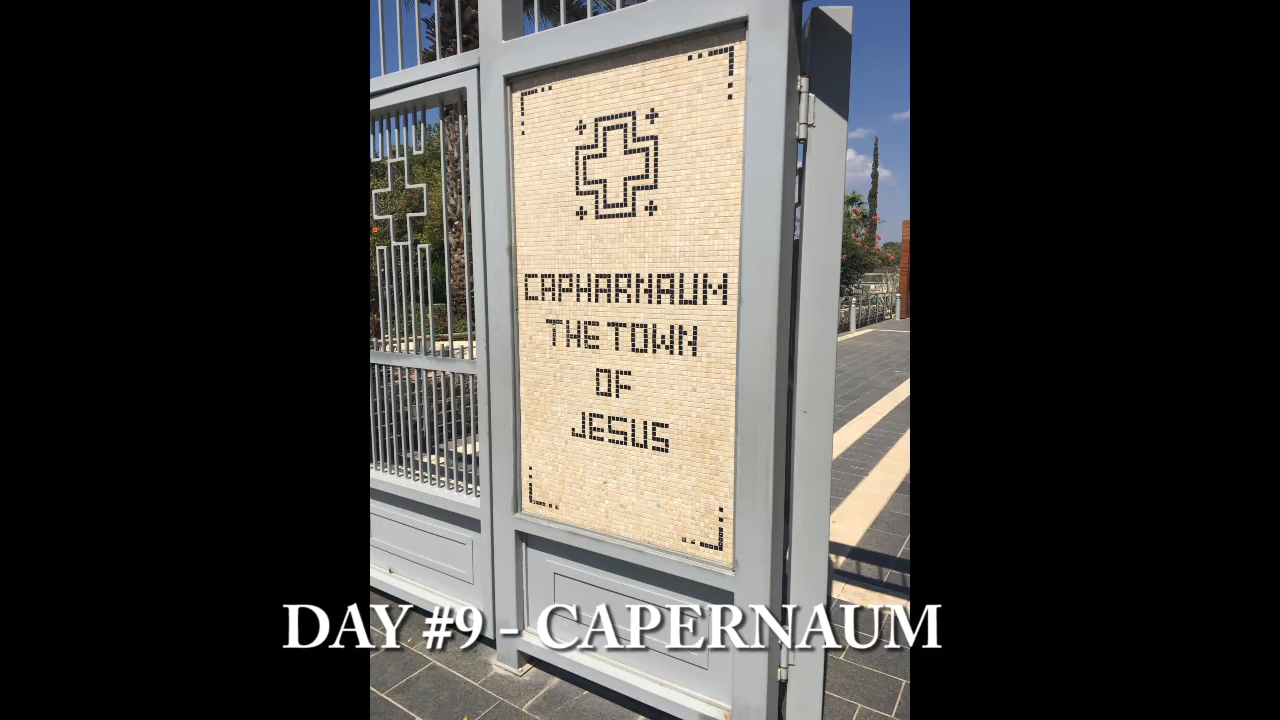 CAPHARNAUM
THE TOWN
OF
JESUS
DAY #9 - CAPERNAUM